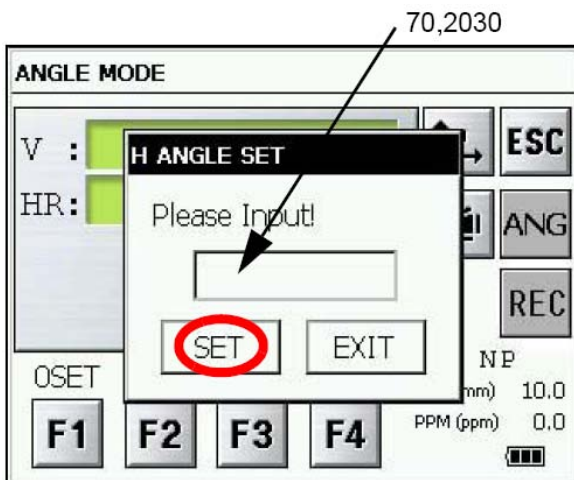 70,2030
ANGLE MODE
V :
H ANGLE SET
ESC
HR:
Please Input!
ANG
REC
SET
EXIT
OSET
NP
mm) 10.0
F1 F2 F3 F4
PPM (ppm) 0.0